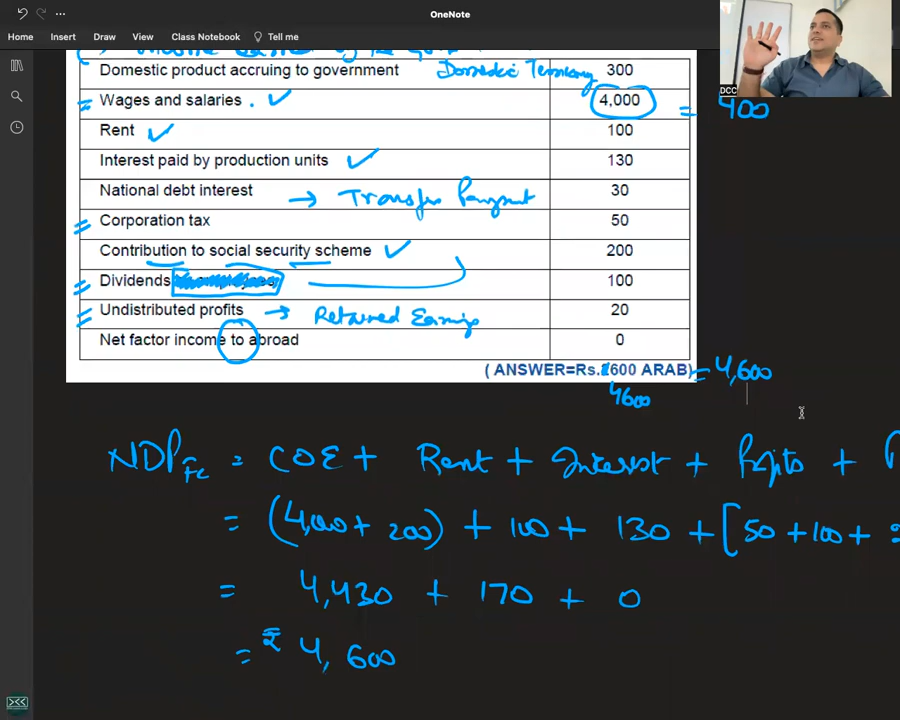 OneNote
Home Insert Draw View Class Notebook Tell me
Domestic product accruing to government Domestic Territory 300
= Wages and salaries . ✓ 4,000 = 400
Rent ✓ 100
Interest paid by production units ✓ 130
National debt interest → Transfer Payment 30
= Corporation tax 50
Contribution to social security scheme ✓ 200
= Dividends 100
= Undistributed profits → Retained Earnings 20
Net factor income to abroad 0
( ANSWER=Rs. 600 ARAB) = 4,600
4600
NDP FC = COE + Rent + Interest + Profits +
= (4,000 + 200) + 100 + 130 + [50 + 100 +
= 4,430 + 170 + 0
= ₹ 4,600
DCC